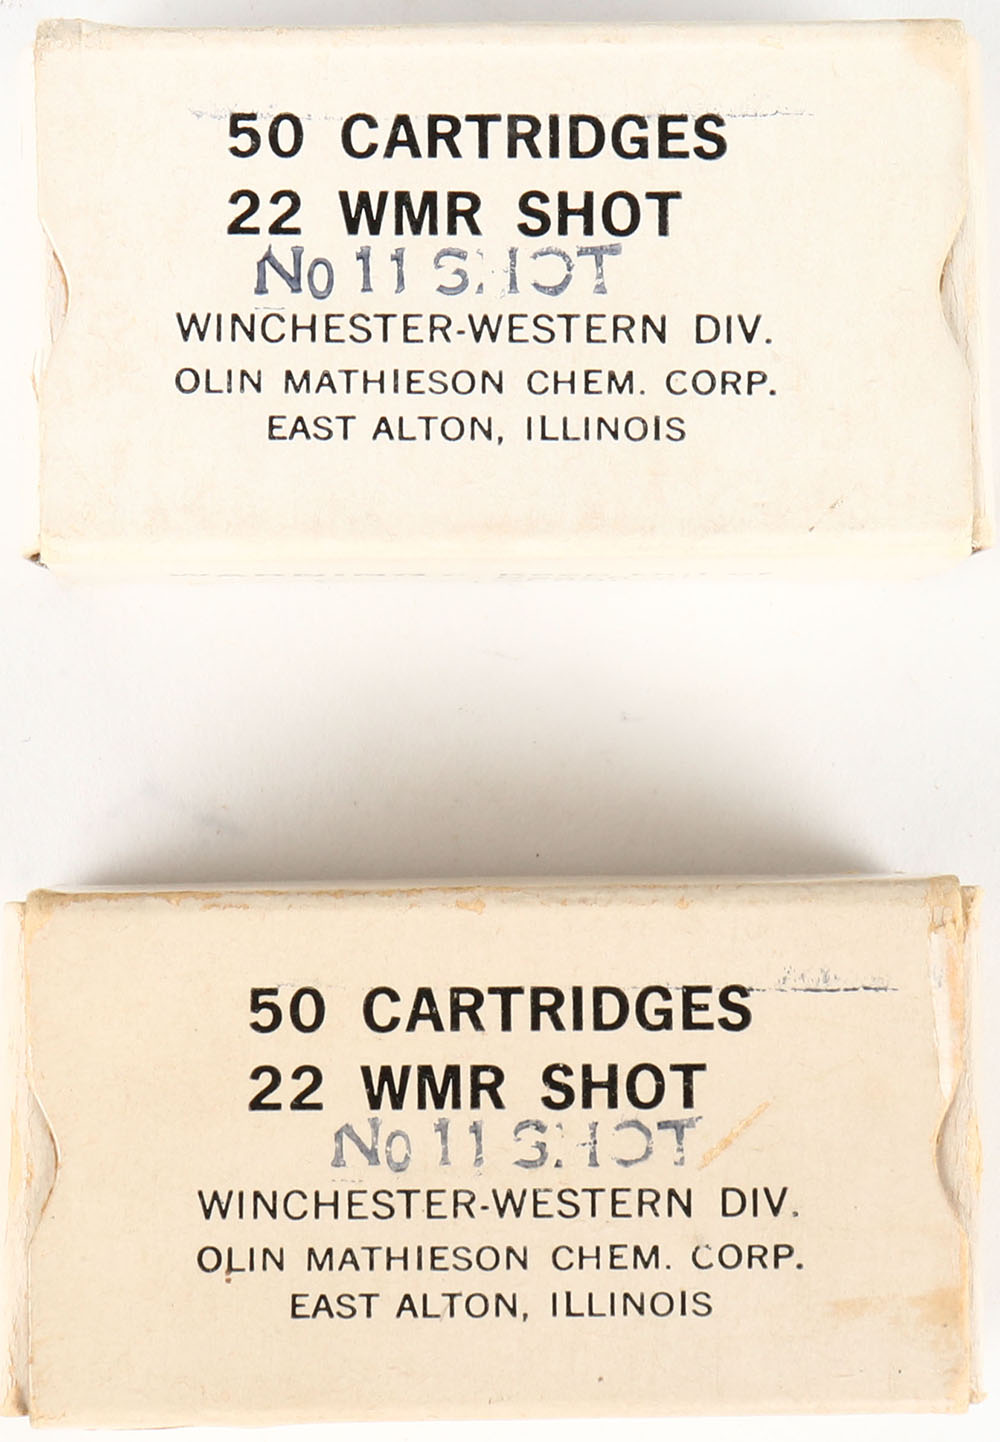 50 CARTRIDGES
22 WMR SHOT
No 11 SHOT
WINCHESTER-WESTERN DIV.
OLIN MATHIESON CHEM. CORP.
EAST ALTON, ILLINOIS
50 CARTRIDGES
22 WMR SHOT
No 11 SHOT
WINCHESTER-WESTERN DIV.
OLIN MATHIESON CHEM. CORP.
EAST ALTON, ILLINOIS